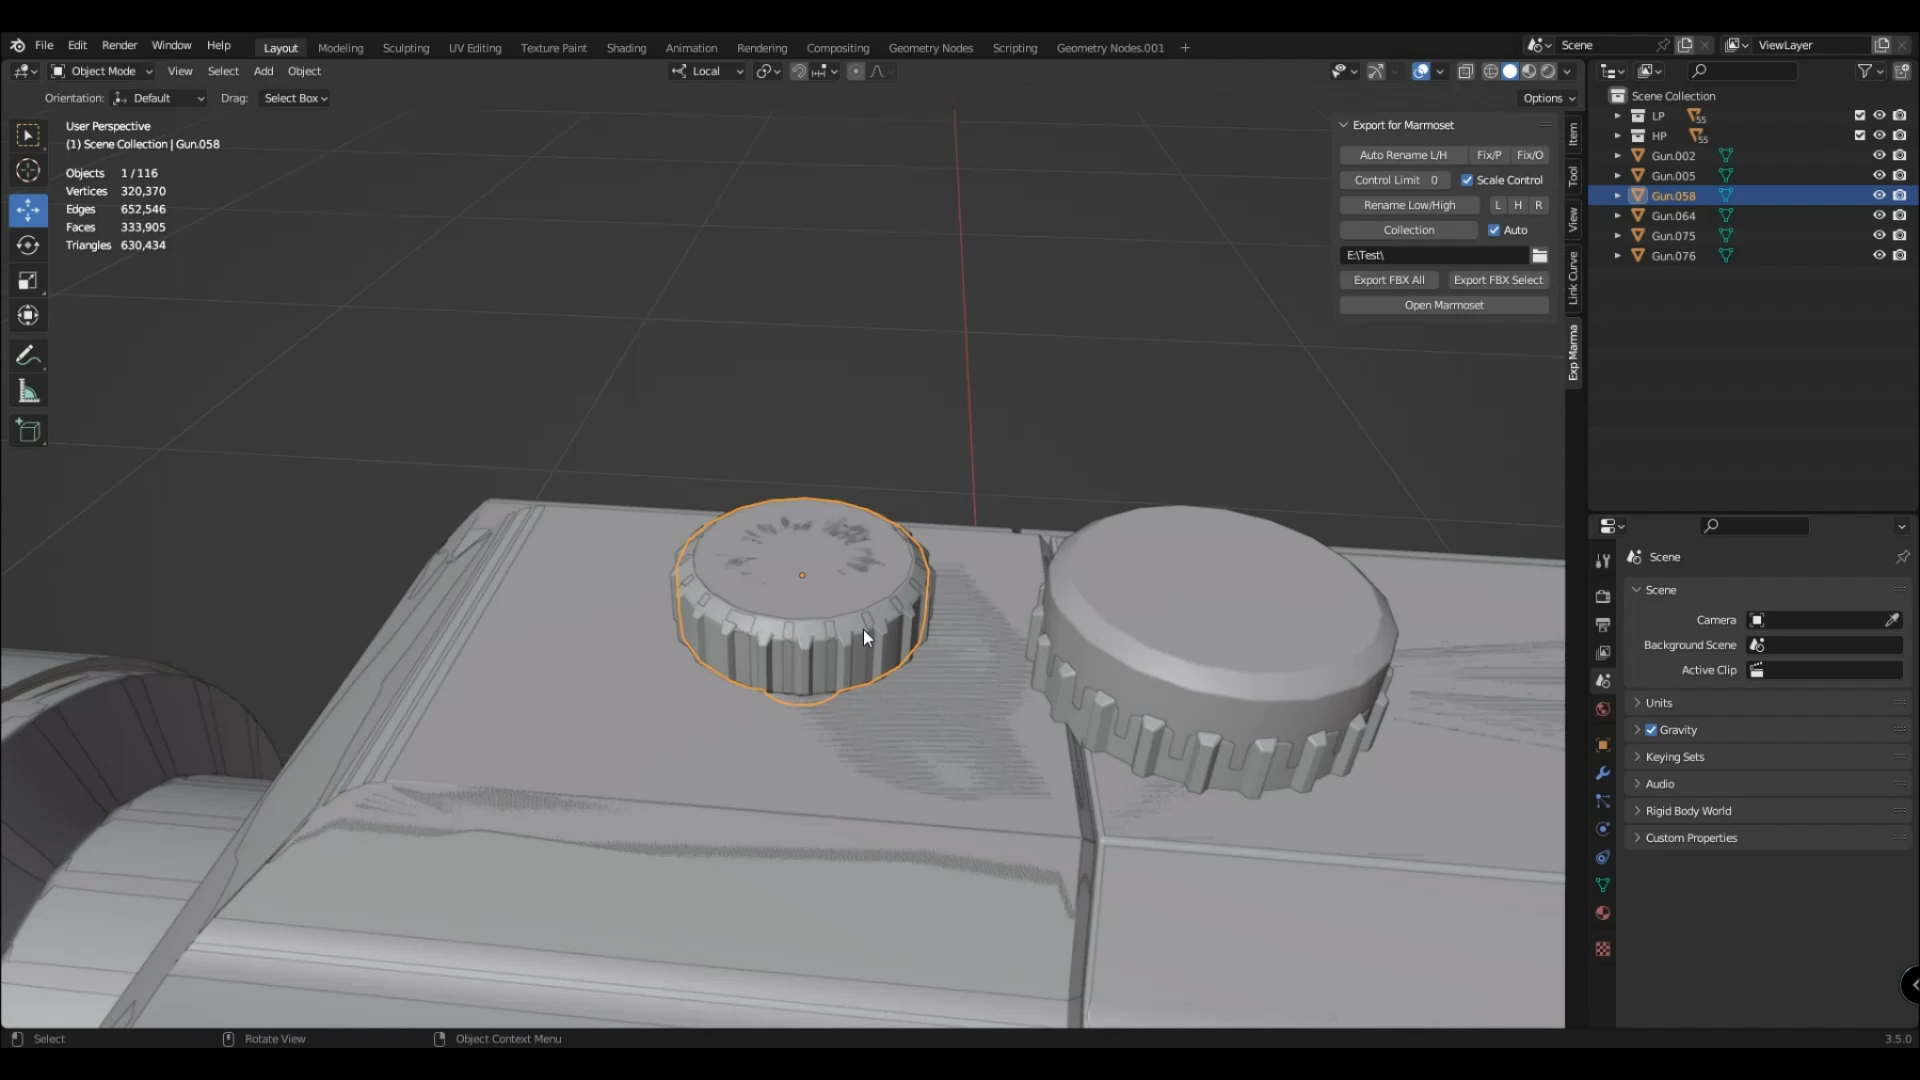 File Edit Render Window Help Layout Modeling Sculpting UV Editing Texture Paint Shading Animation Rendering Compositing Geometry Nodes Scripting Geometry Nodes.001 + Scene ViewLayer
Object Mode View Select Add Object Local
Orientation: Default Drag: Select Box Options
User Perspective
(1) Scene Collection | Gun.058
Objects 1 / 116
Vertices 320,370
Edges 652,546
Faces 333,905
Triangles 630,434
Export for Marmoset
Auto Rename L/H Fix/P Fix/O
Control Limit 0 Scale Control
Rename Low/High L H R
Collection Auto
E:\Test\
Export FBX All Export FBX Select
Open Marmoset
Item
Tool
View
Link Curve
Exp Marma
Scene Collection
LP 55
HP 55
Gun.002
Gun.005
Gun.058
Gun.064
Gun.075
Gun.076
Scene
Scene
Camera
Background Scene
Active Clip
Units
Gravity
Keying Sets
Audio
Rigid Body World
Custom Properties
Select Rotate View Object Context Menu 3.5.0